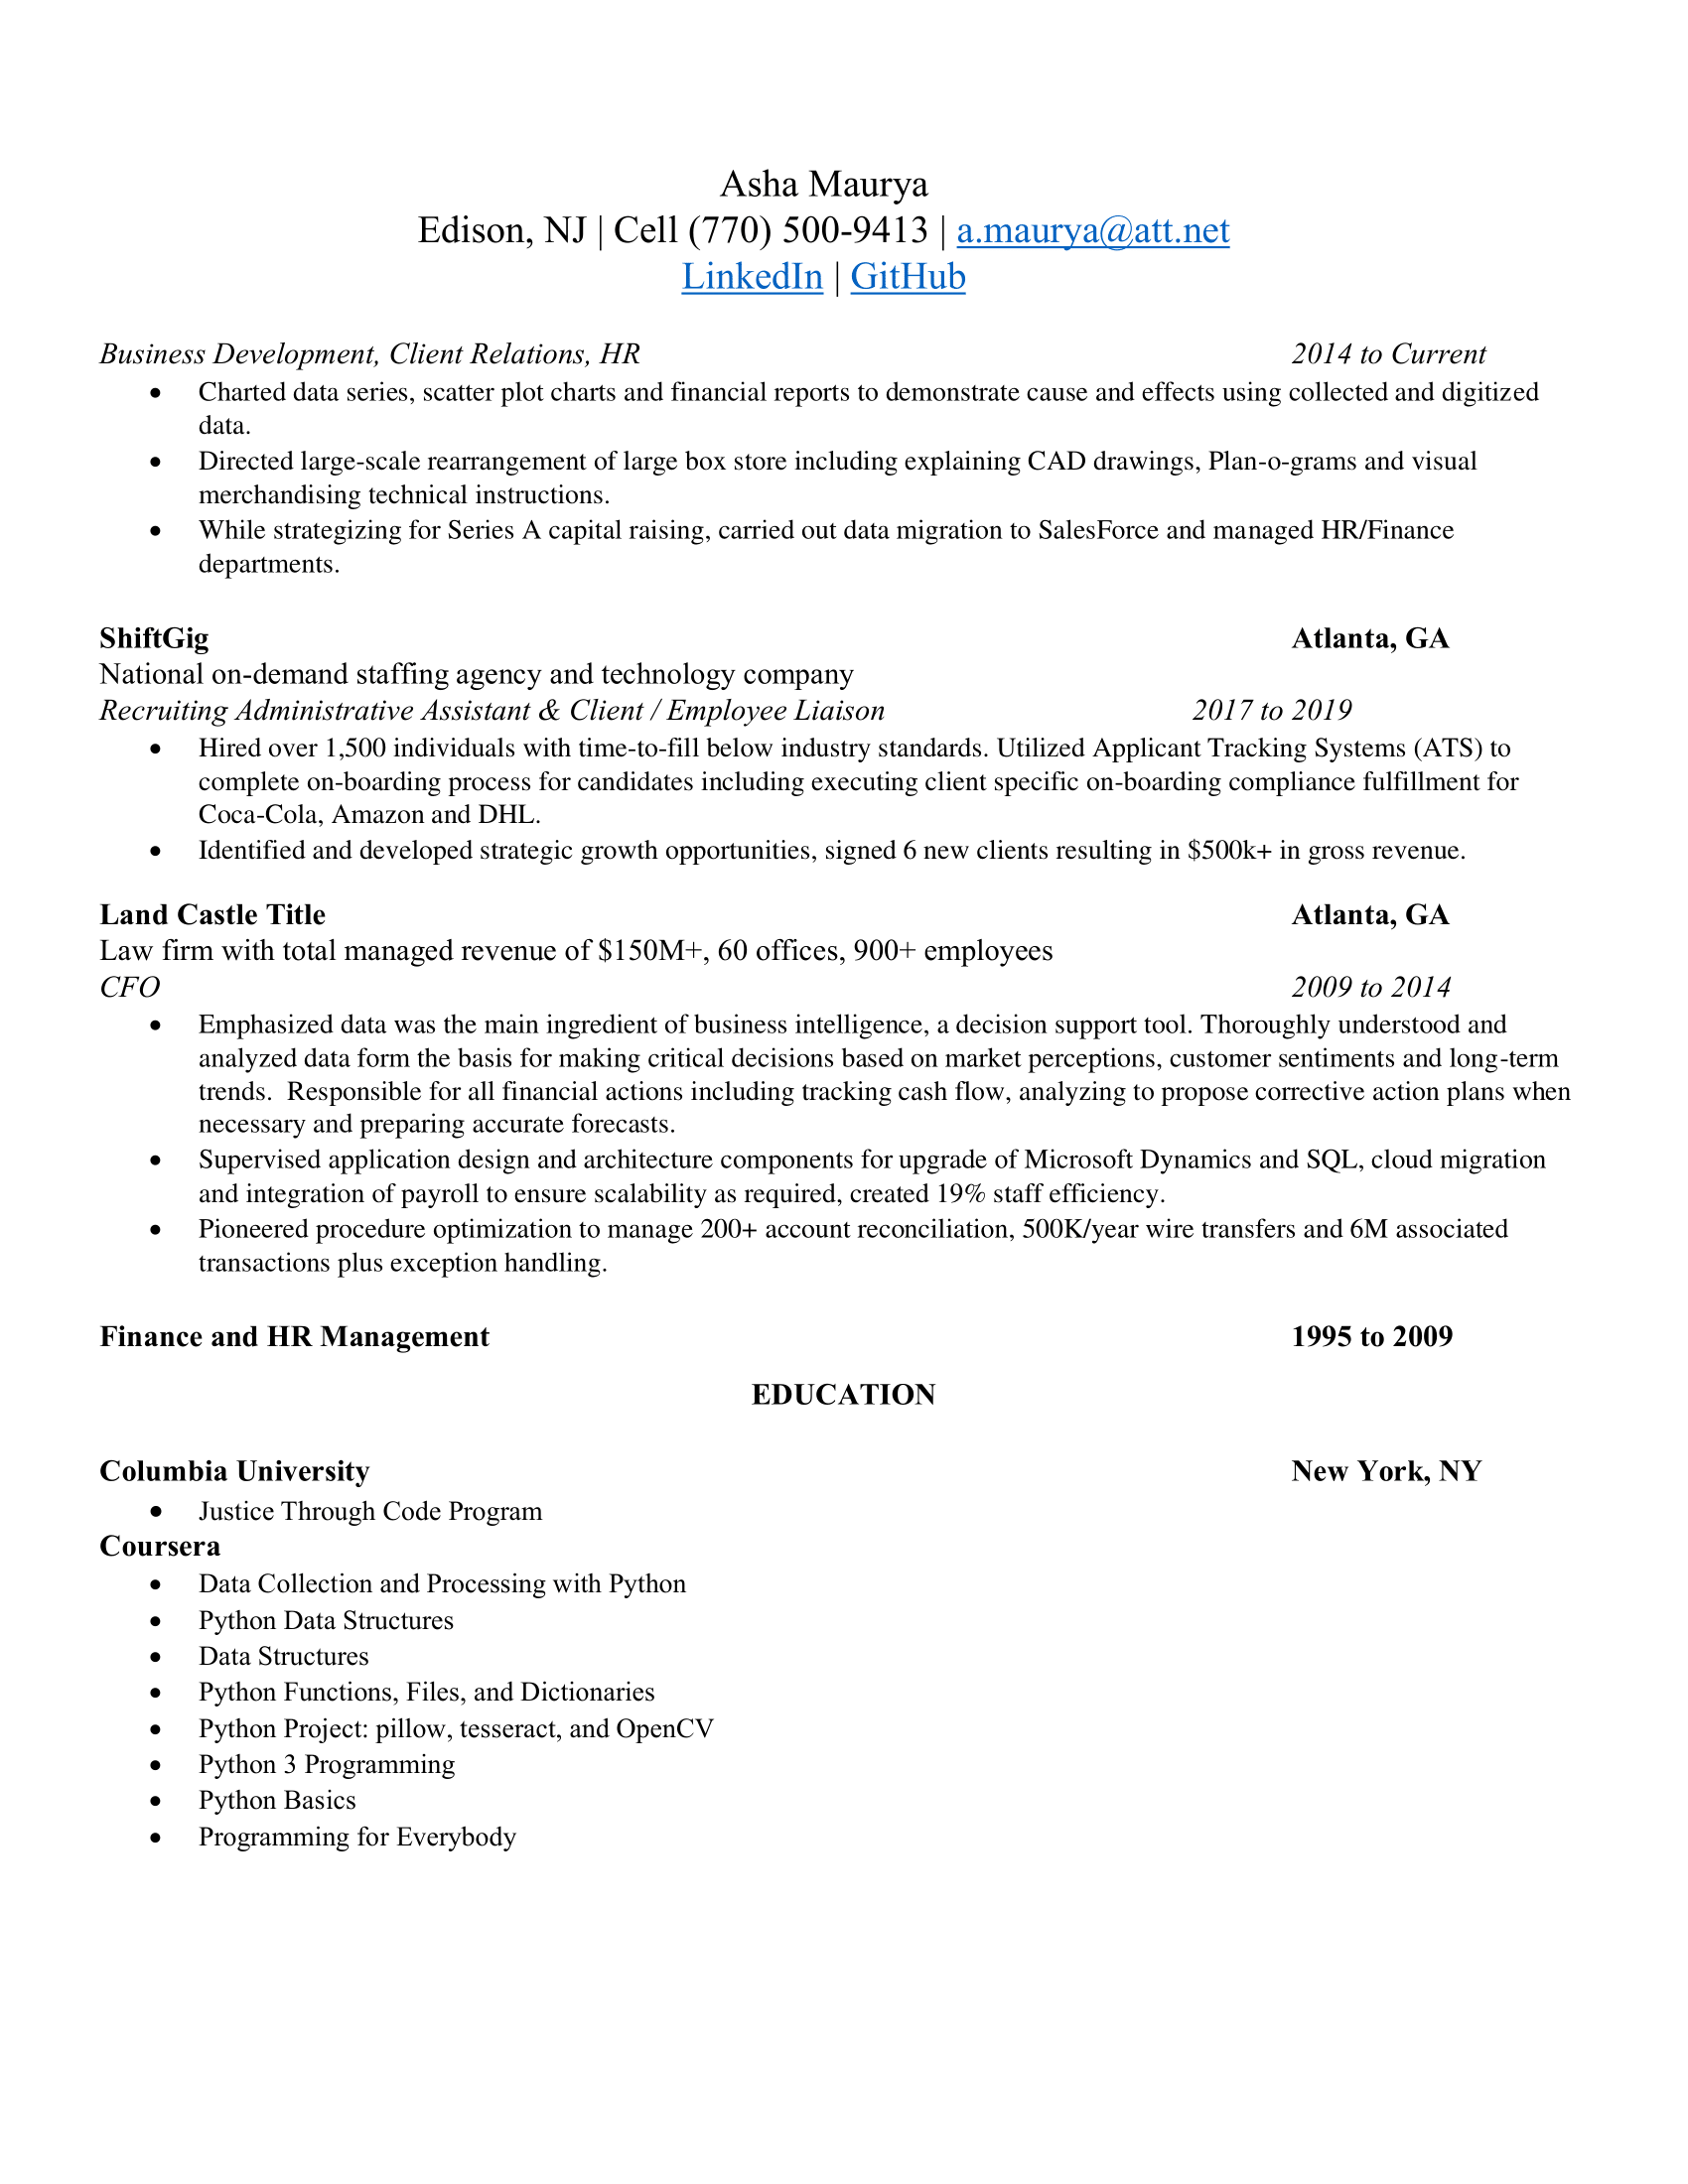 Asha Maurya
Edison, NJ | Cell (770) 500-9413 | a.maurya@att.net
LinkedIn | GitHub
Business Development, Client Relations, HR 2014 to Current
• Charted data series, scatter plot charts and financial reports to demonstrate cause and effects using collected and digitized
data.
• Directed large-scale rearrangement of large box store including explaining CAD drawings, Plan-o-grams and visual
merchandising technical instructions.
• While strategizing for Series A capital raising, carried out data migration to SalesForce and managed HR/Finance
departments.
ShiftGig Atlanta, GA
National on-demand staffing agency and technology company
Recruiting Administrative Assistant & Client / Employee Liaison 2017 to 2019
• Hired over 1,500 individuals with time-to-fill below industry standards. Utilized Applicant Tracking Systems (ATS) to
complete on-boarding process for candidates including executing client specific on-boarding compliance fulfillment for
Coca-Cola, Amazon and DHL.
• Identified and developed strategic growth opportunities, signed 6 new clients resulting in $500k+ in gross revenue.
Land Castle Title Atlanta, GA
Law firm with total managed revenue of $150M+, 60 offices, 900+ employees
CFO 2009 to 2014
• Emphasized data was the main ingredient of business intelligence, a decision support tool. Thoroughly understood and
analyzed data form the basis for making critical decisions based on market perceptions, customer sentiments and long-term
trends.  Responsible for all financial actions including tracking cash flow, analyzing to propose corrective action plans when
necessary and preparing accurate forecasts.
• Supervised application design and architecture components for upgrade of Microsoft Dynamics and SQL, cloud migration
and integration of payroll to ensure scalability as required, created 19% staff efficiency.
• Pioneered procedure optimization to manage 200+ account reconciliation, 500K/year wire transfers and 6M associated
transactions plus exception handling.
Finance and HR Management 1995 to 2009
EDUCATION
Columbia University New York, NY
• Justice Through Code Program
Coursera
• Data Collection and Processing with Python
• Python Data Structures
• Data Structures
• Python Functions, Files, and Dictionaries
• Python Project: pillow, tesseract, and OpenCV
• Python 3 Programming
• Python Basics
• Programming for Everybody